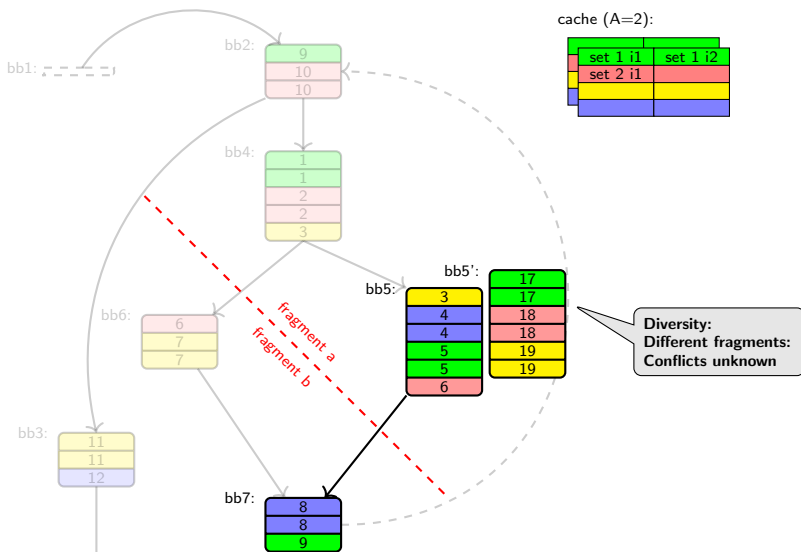 cache (A=2):
set 1 i1 set 1 i2
set 2 i1
bb1:
bb2:
9
10
10
bb4:
1
1
2
2
3
bb5:
3
4
4
5
5
6
bb5':
17
17
18
18
19
19
Diversity:
Different fragments:
Conflicts unknown
fragment a
fragment b
bb6:
6
7
7
bb3:
11
11
12
bb7:
8
8
9